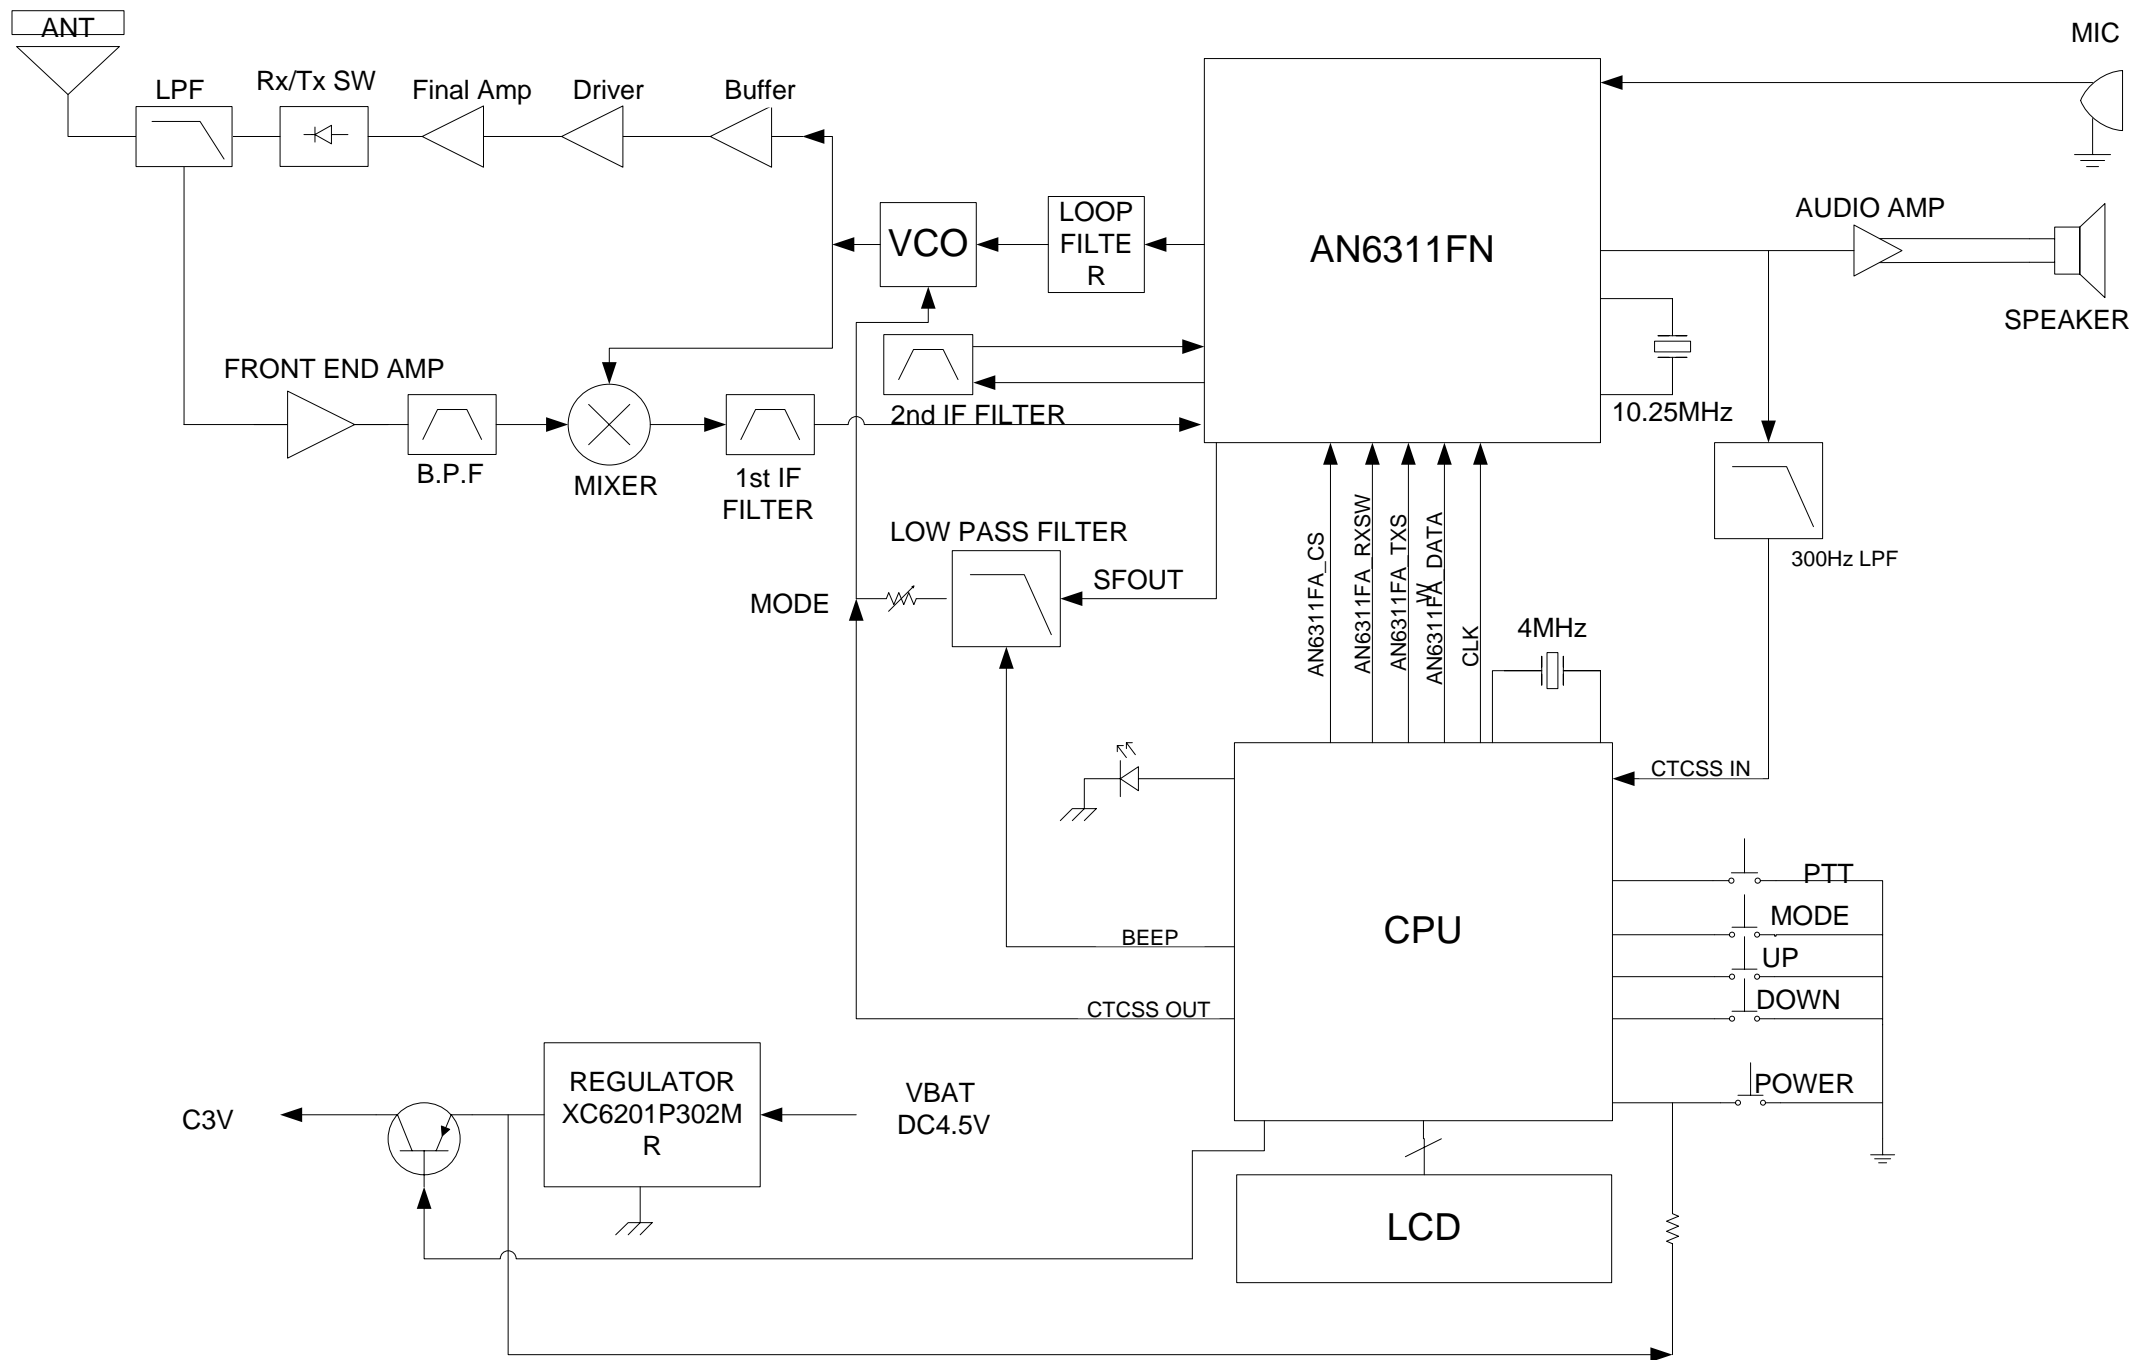 ANT
MIC
LPF
Rx/Tx SW
Final Amp
Driver
Buffer
VCO
LOOP
FILTE
R
AN6311FN
AUDIO AMP
SPEAKER
FRONT END AMP
2nd IF FILTER
10.25MHz
B.P.F
MIXER
1st IF
FILTER
LOW PASS FILTER
SFOUT
MODE
300Hz LPF
AN6311FA_CS
AN6311FA_RXSW
AN6311FA_TXS
W
AN6311FA_DATA
CLK
4MHz
CTCSS IN
PTT
MODE
UP
DOWN
POWER
CPU
BEEP
CTCSS OUT
REGULATOR
XC6201P302M
R
VBAT
DC4.5V
C3V
LCD